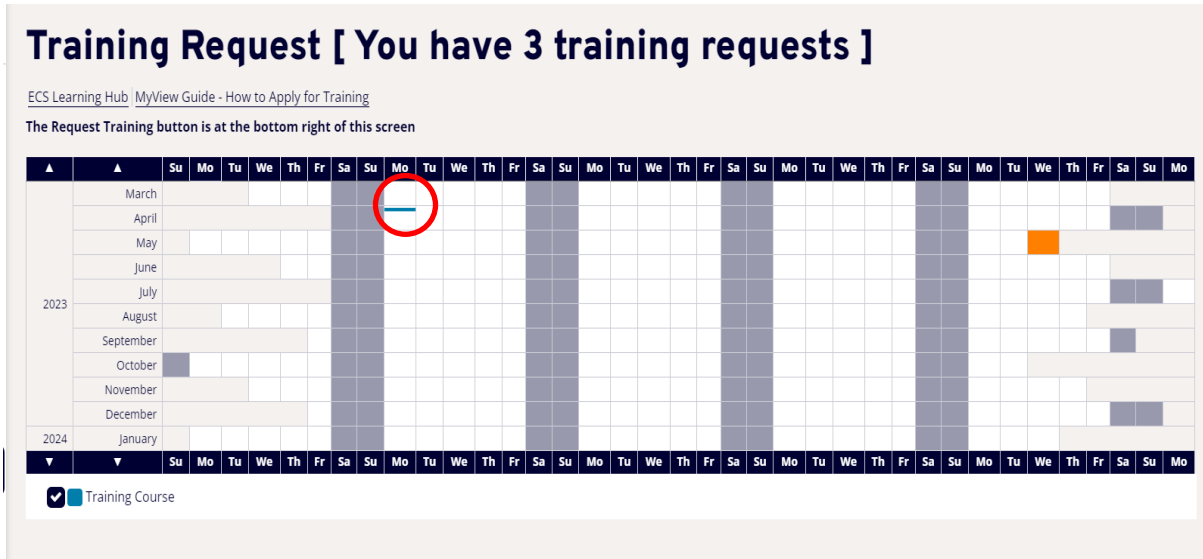 Training Request [ You have 3 training requests ]
ECS Learning Hub MyView Guide - How to Apply for Training
The Request Training button is at the bottom right of this screen
▲ ▲ Su Mo Tu We Th Fr Sa Su Mo Tu We Th Fr Sa Su Mo Tu We Th Fr Sa Su Mo Tu We Th Fr Sa Su Mo Tu We Th Fr Sa Su Mo
March
April
May
June
July
2023
August
September
October
November
December
2024 January
▼ ▼ Su Mo Tu We Th Fr Sa Su Mo Tu We Th Fr Sa Su Mo Tu We Th Fr Sa Su Mo Tu We Th Fr Sa Su Mo Tu We Th Fr Sa Su Mo
Training Course